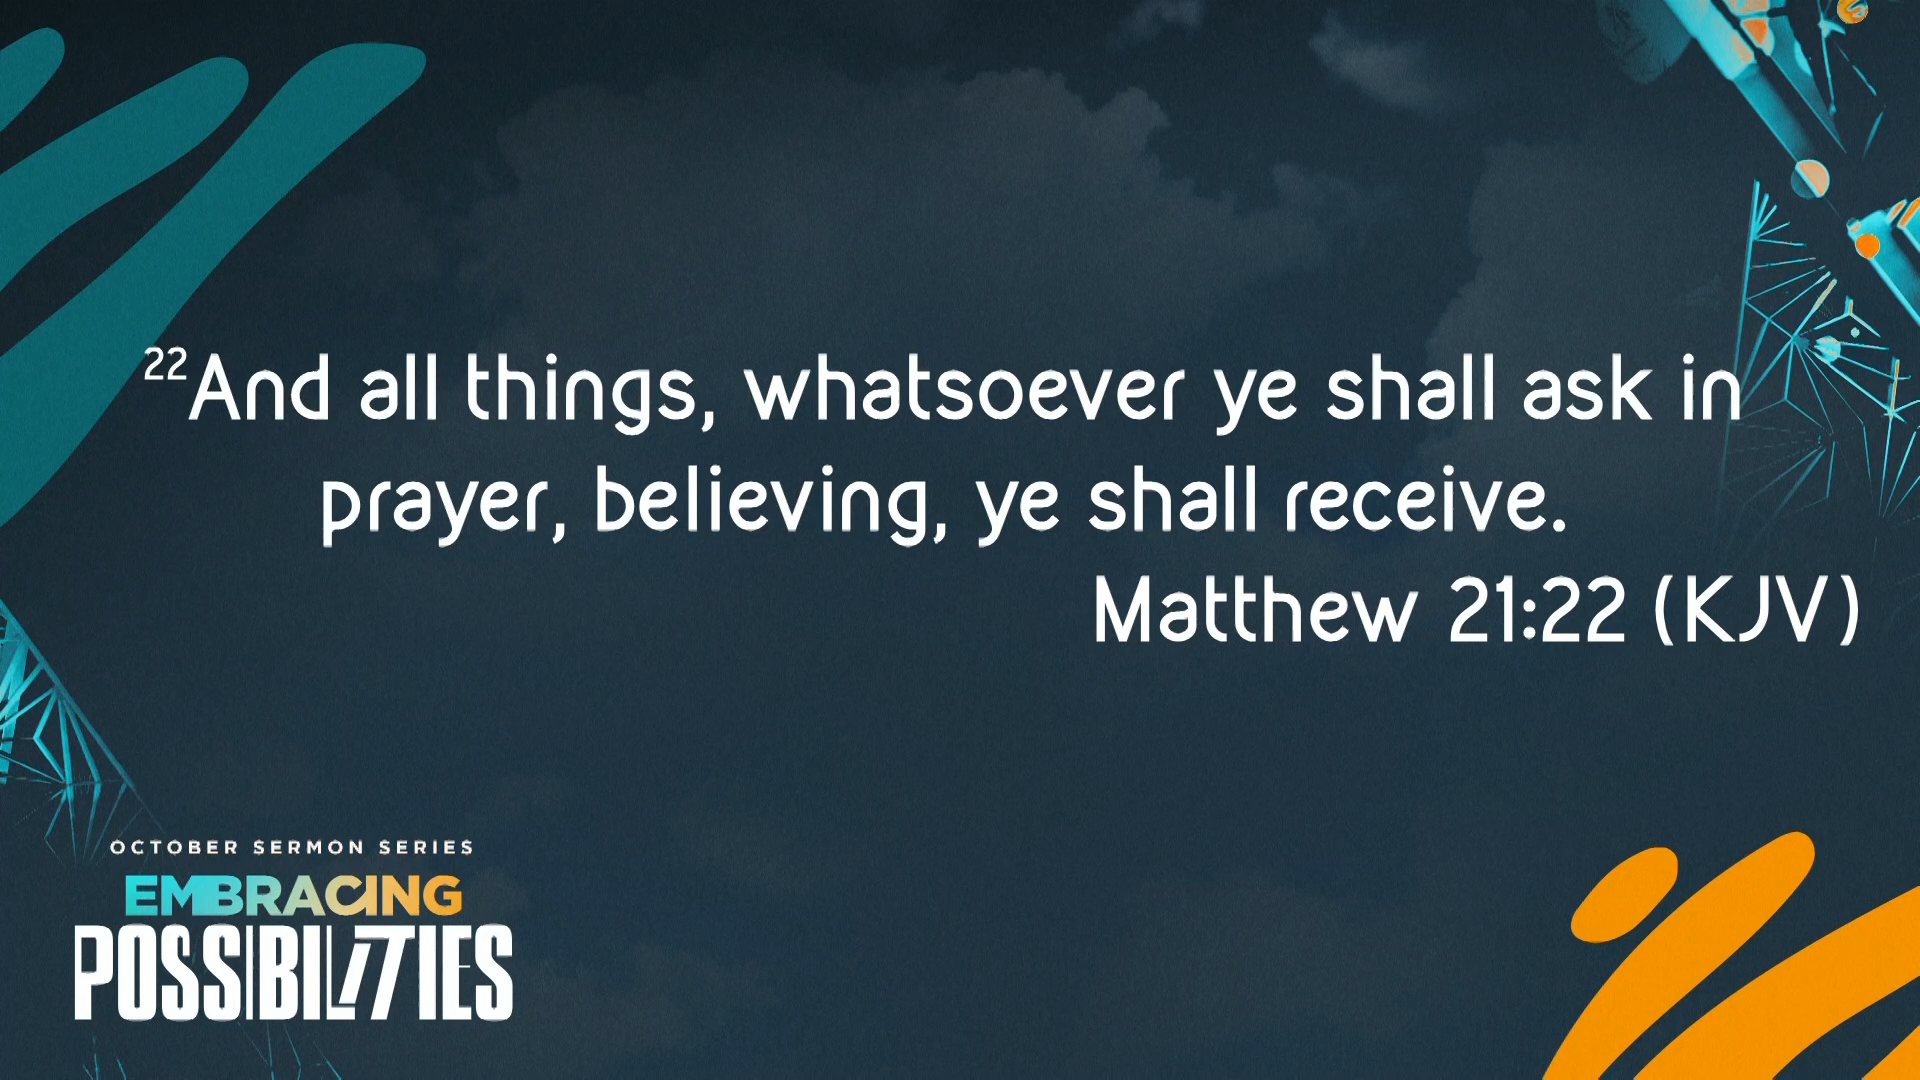 22And all things, whatsoever ye shall ask in
prayer, believing, ye shall receive.
Matthew 21:22 (KJV)
OCTOBER SERMON SERIES
EMBRACING
POSSIBILITIES